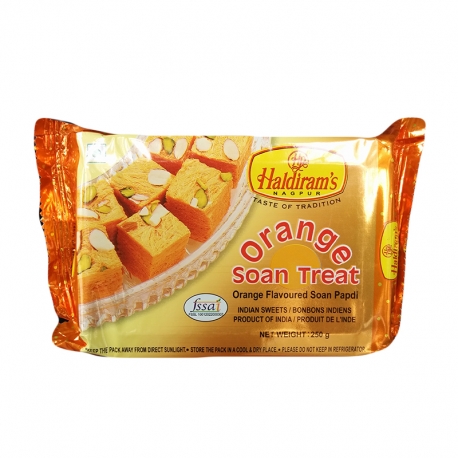 Haldiram's
NAGPUR
TASTE OF TRADITION
Orange
Soan Treat
Orange Flavoured Soan Papdi
INDIAN SWEETS / BONBONS INDIENS
PRODUCT OF INDIA / PRODUIT DE L'INDE
NET WEIGHT: 250 g
fssai
KEEP THE PACK AWAY FROM DIRECT SUNLIGHT. • STORE THE PACK IN A COOL & DRY PLACE • PLEASE DO NOT KEEP IN REFRIGERATOR
Haldiram's